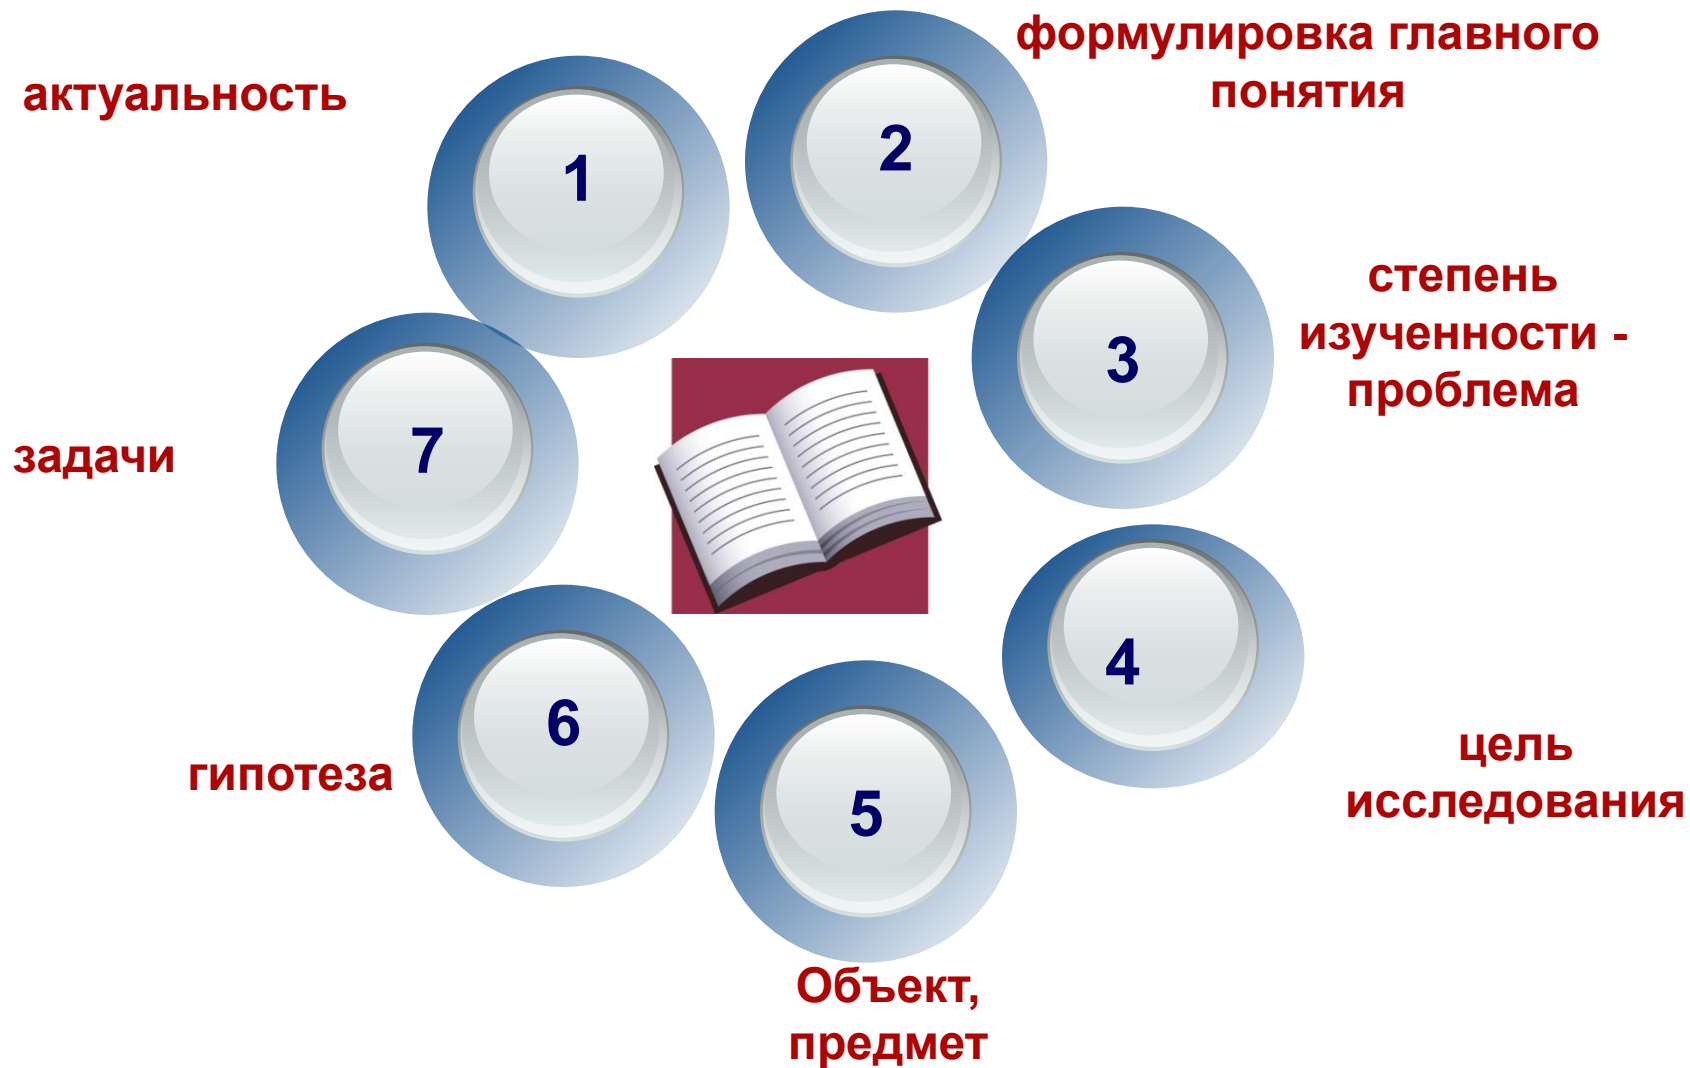 актуальность
1
формулировка главного
понятия
2
степень
изученности -
проблема
3
цель
исследования
4
Объект,
предмет
5
гипотеза
6
задачи
7